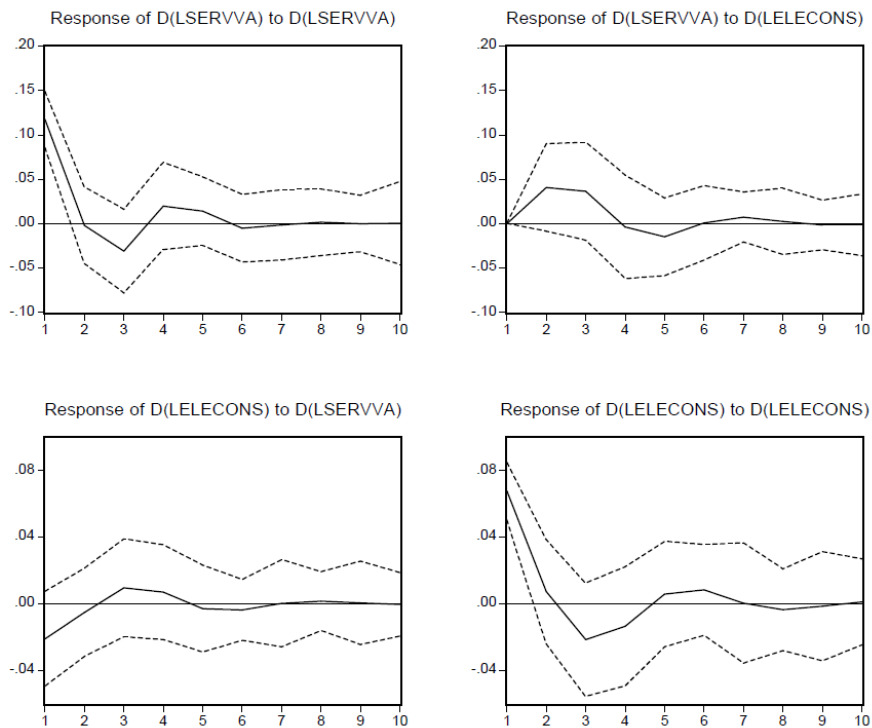 Response of D(LSERVVA) to D(LSERVVA)
.20
.15
.10
.05
.00
-.05
-.10
1 2 3 4 5 6 7 8 9 10
Response of D(LSERVVA) to D(LELECONS)
.20
.15
.10
.05
.00
-.05
-.10
1 2 3 4 5 6 7 8 9 10
Response of D(LELECONS) to D(LSERVVA)
.08
.04
.00
-.04
1 2 3 4 5 6 7 8 9 10
Response of D(LELECONS) to D(LELECONS)
.08
.04
.00
-.04
1 2 3 4 5 6 7 8 9 10